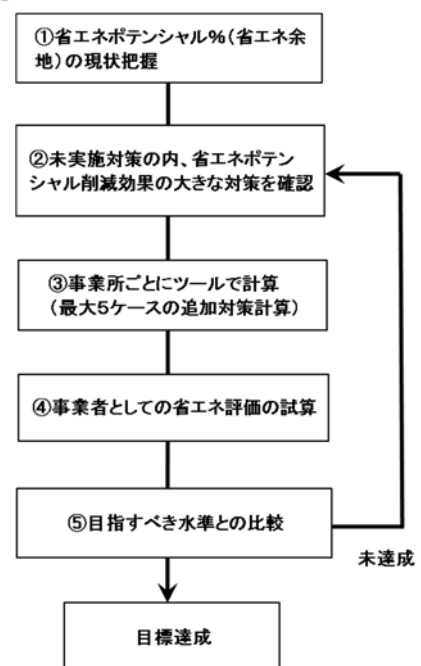 ①省エネポテンシャル%(省エネ余
地)の現状把握
②未実施対策の内、省エネポテン
シャル削減効果の大きな対策を確認
③事業所ごとにツールで計算
(最大5ケースの追加対策計算)
④事業者としての省エネ評価の試算
⑤目指すべき水準との比較
未達成
目標達成